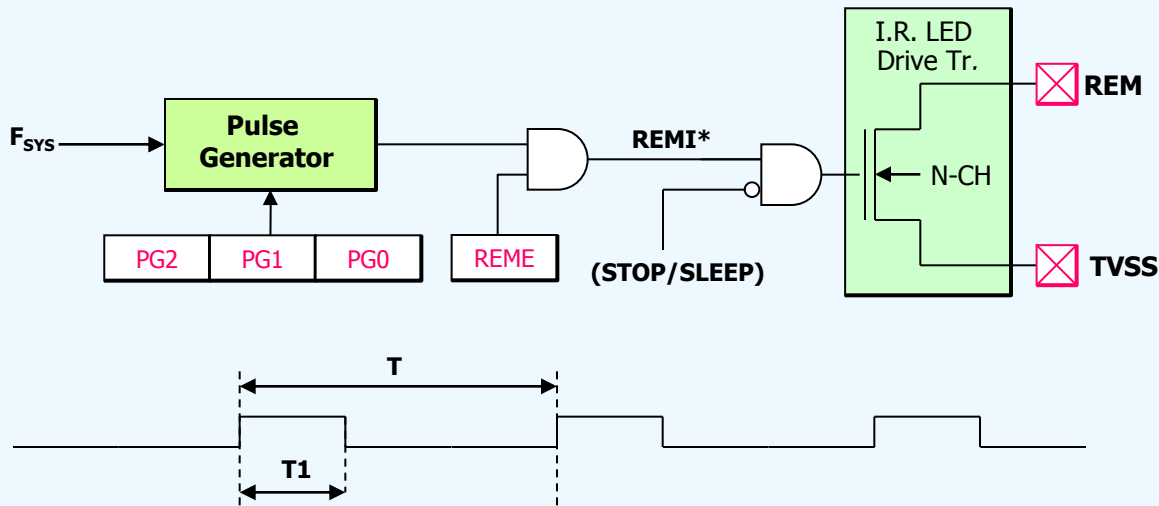 I.R. LED
Drive Tr.
REM
Pulse
Generator
FSYS
REMI*
N-CH
PG2 PG1 PG0 REME
(STOP/SLEEP)
TVSS
T
T1